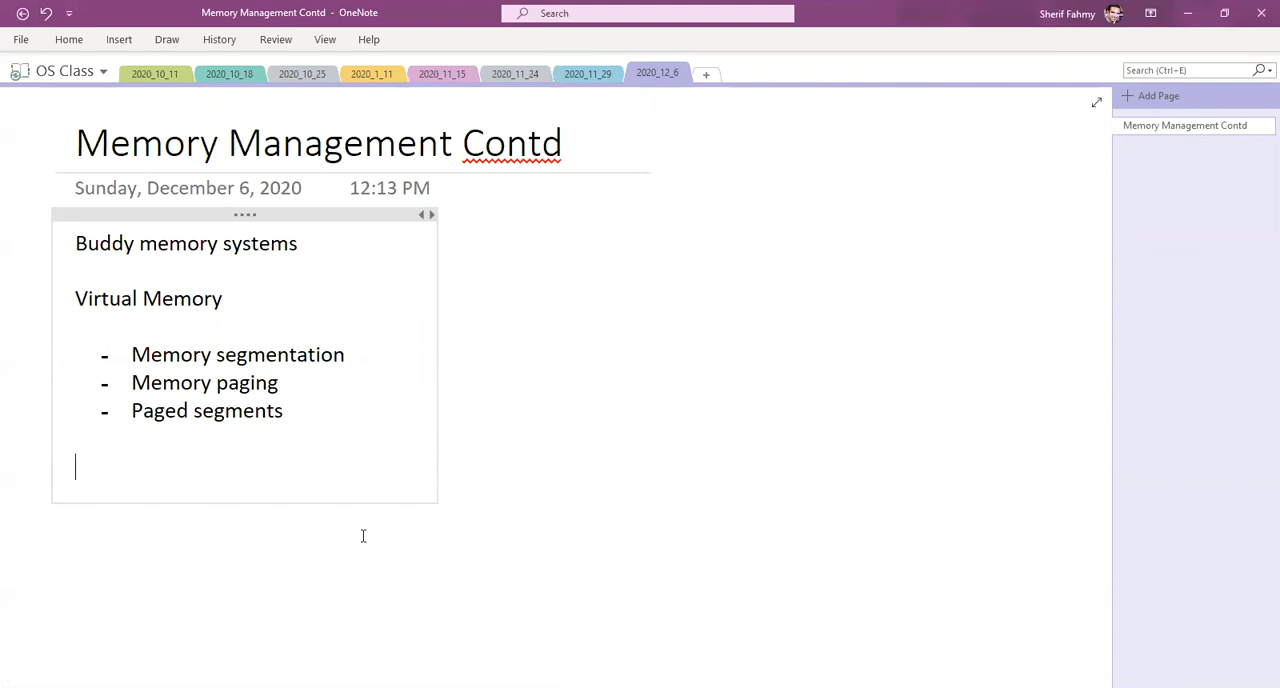 Memory Management Contd - OneNote
Search
Sherif Fahmy
File Home Insert Draw History Review View Help
OS Class 2020_10_11 2020_10_18 2020_10_25 2020_1_11 2020_11_15 2020_11_24 2020_11_29 2020_12_6
Search (Ctrl+E)
Add Page
Memory Management Contd
Memory Management Contd
Sunday, December 6, 2020 12:13 PM
Buddy memory systems
Virtual Memory
- Memory segmentation
- Memory paging
- Paged segments